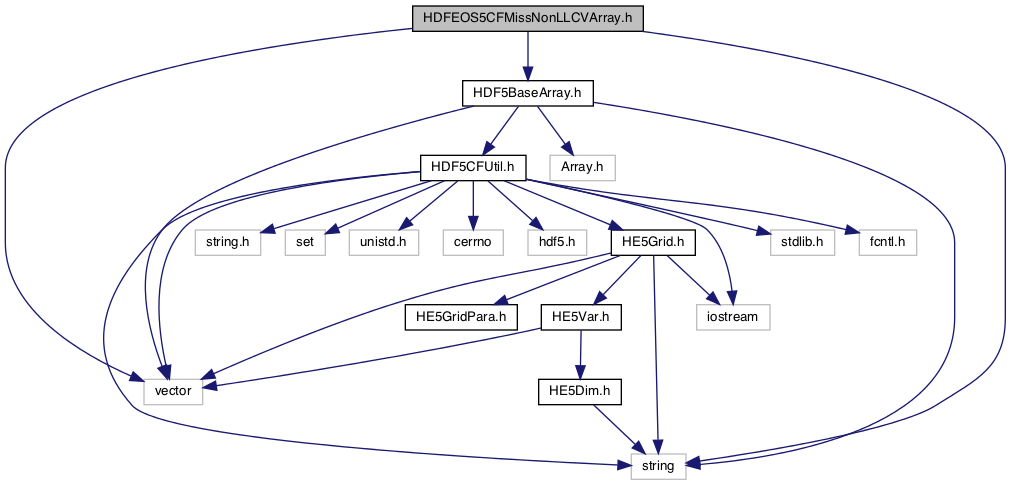 HDFEOS5CFMissNonLLCVArray.h
HDF5BaseArray.h
HDF5CFUtil.h
Array.h
string.h
set
unistd.h
cerrno
hdf5.h
HE5Grid.h
stdlib.h
fcntl.h
HE5GridPara.h
HE5Var.h
iostream
vector
HE5Dim.h
string